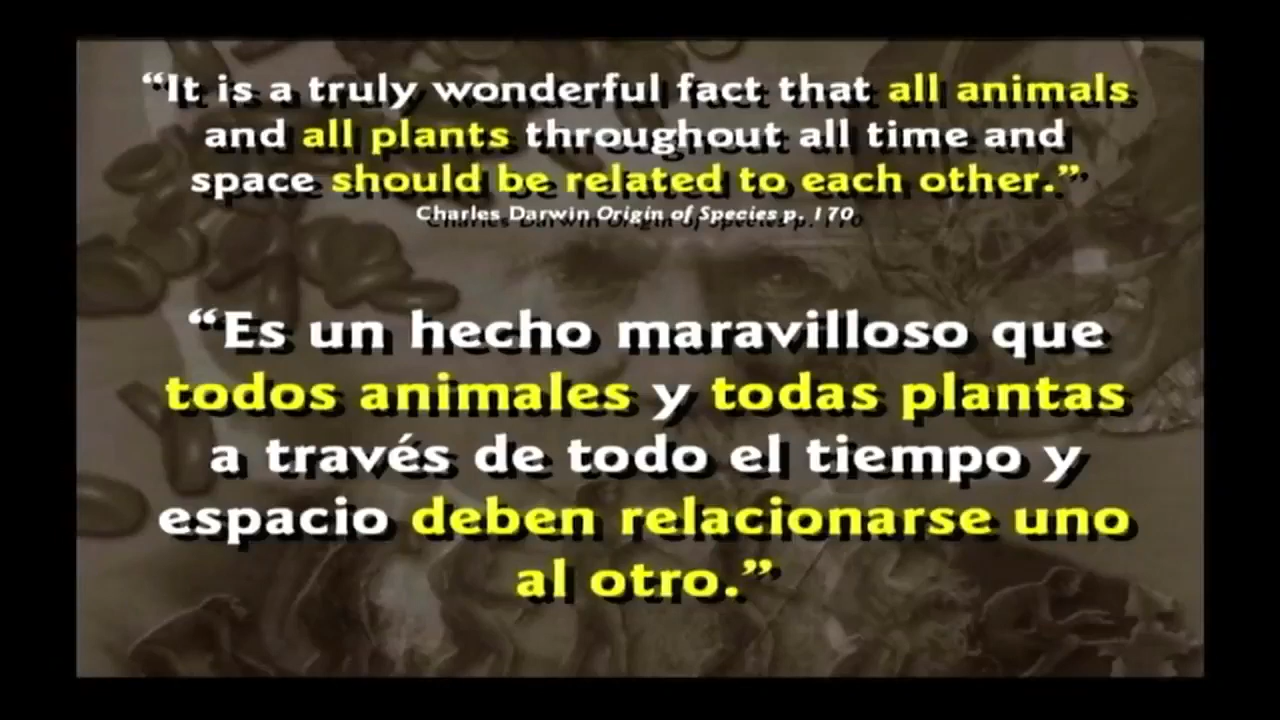 “It is a truly wonderful fact that all animals
and all plants throughout all time and
space should be related to each other.”
Charles Darwin Origin of Species p. 170
“Es un hecho maravilloso que
todos animales y todas plantas
a través de todo el tiempo y
espacio deben relacionarse uno
al otro.”